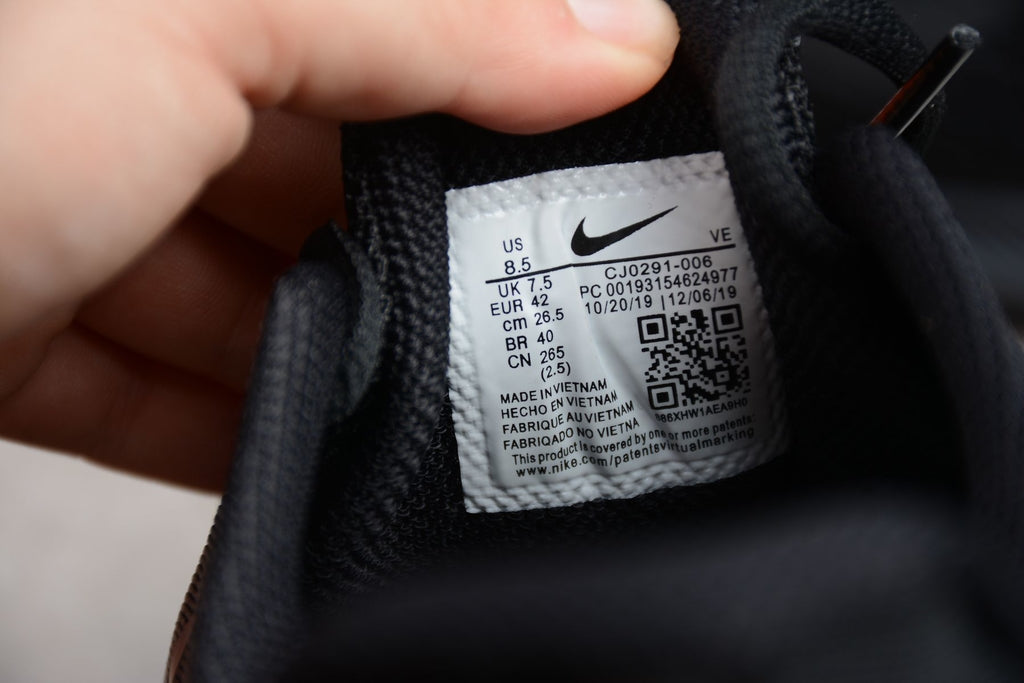 US
8.5
VE
UK 7.5
EUR 42
cm 26.5
BR 40
CN 265
(2.5)
CJ0291-006
PC 00193154624977
10/20/19 | 12/06/19
MADE IN VIETNAM
HECHO EN VIETNAM
FABRIQUE AU VIETNAM
FABRIQADO NO VIETNA
This product is covered by one or more patents:
www.nike.com/patentsvirtualmarking